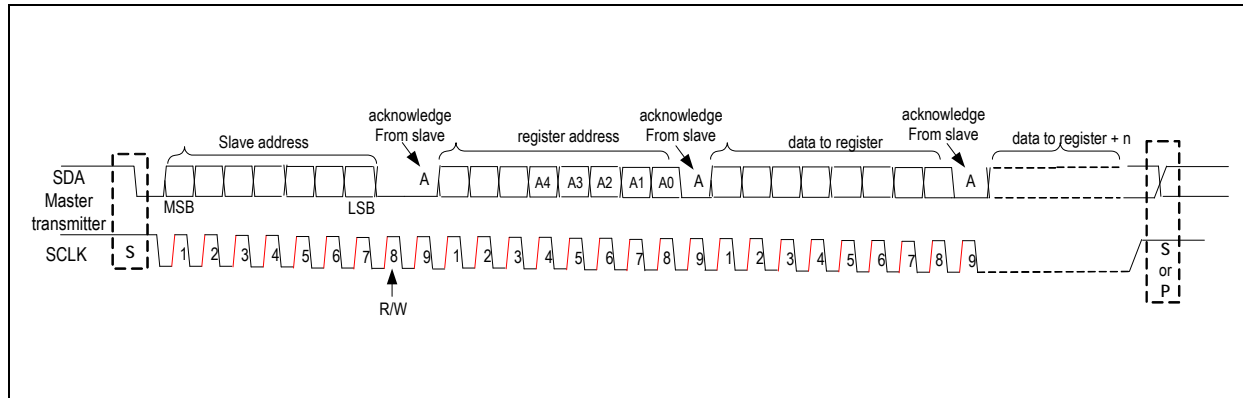 acknowledge
From slave
acknowledge
From slave
acknowledge
From slave
Slave address
register address
data to register
data to register + n
SDA
Master
transmitter
A
A4 A3 A2 A1 A0
A
A
MSB
LSB
SCLK
S
1 2 3 4 5 6 7 8 9 1 2 3 4 5 6 7 8 9 1 2 3 4 5 6 7 8 9
S
or
P
R/W